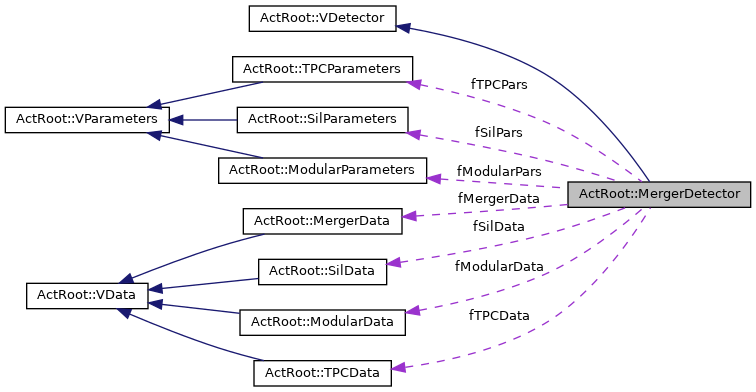 ActRoot::VDetector
ActRoot::TPCParameters
fTPCPars
ActRoot::VParameters
ActRoot::SilParameters
fSilPars
ActRoot::ModularParameters
fModularPars
ActRoot::MergerDetector
fMergerData
ActRoot::MergerData
fSilData
ActRoot::SilData
fModularData
ActRoot::VData
ActRoot::ModularData
fTPCData
ActRoot::TPCData